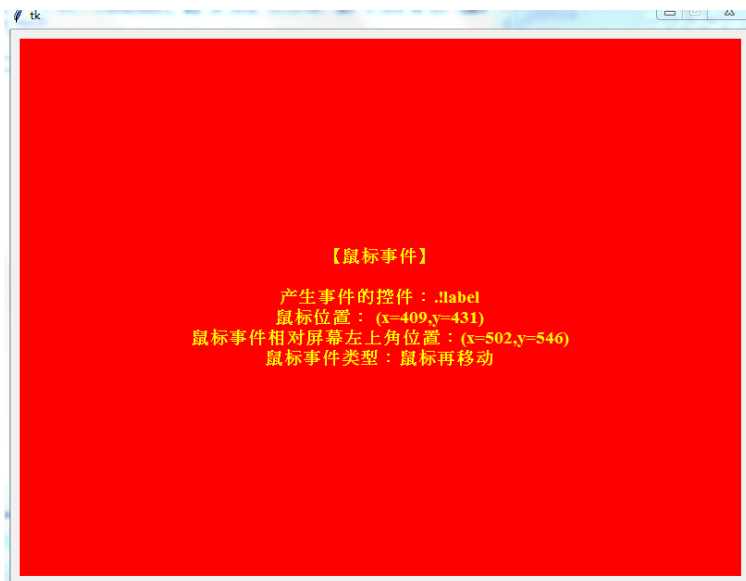 tk
【鼠标事件】
产生事件的控件：.!label
鼠标位置： (x=409,y=431)
鼠标事件相对屏幕左上角位置：(x=502,y=546)
鼠标事件类型：鼠标再移动